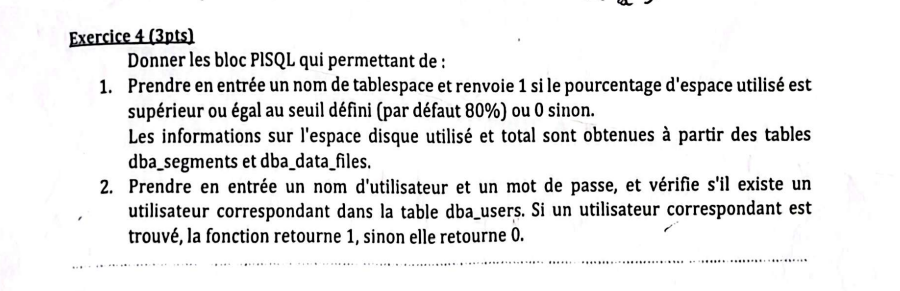 Exercice 4 (3pts)
Donner les bloc PlSQL qui permettant de :
1. Prendre en entrée un nom de tablespace et renvoie 1 si le pourcentage d'espace utilisé est
supérieur ou égal au seuil défini (par défaut 80%) ou 0 sinon.
Les informations sur l'espace disque utilisé et total sont obtenues à partir des tables
dba_segments et dba_data_files.
2. Prendre en entrée un nom d'utilisateur et un mot de passe, et vérifie s'il existe un
utilisateur correspondant dans la table dba_users. Si un utilisateur correspondant est
trouvé, la fonction retourne 1, sinon elle retourne 0.